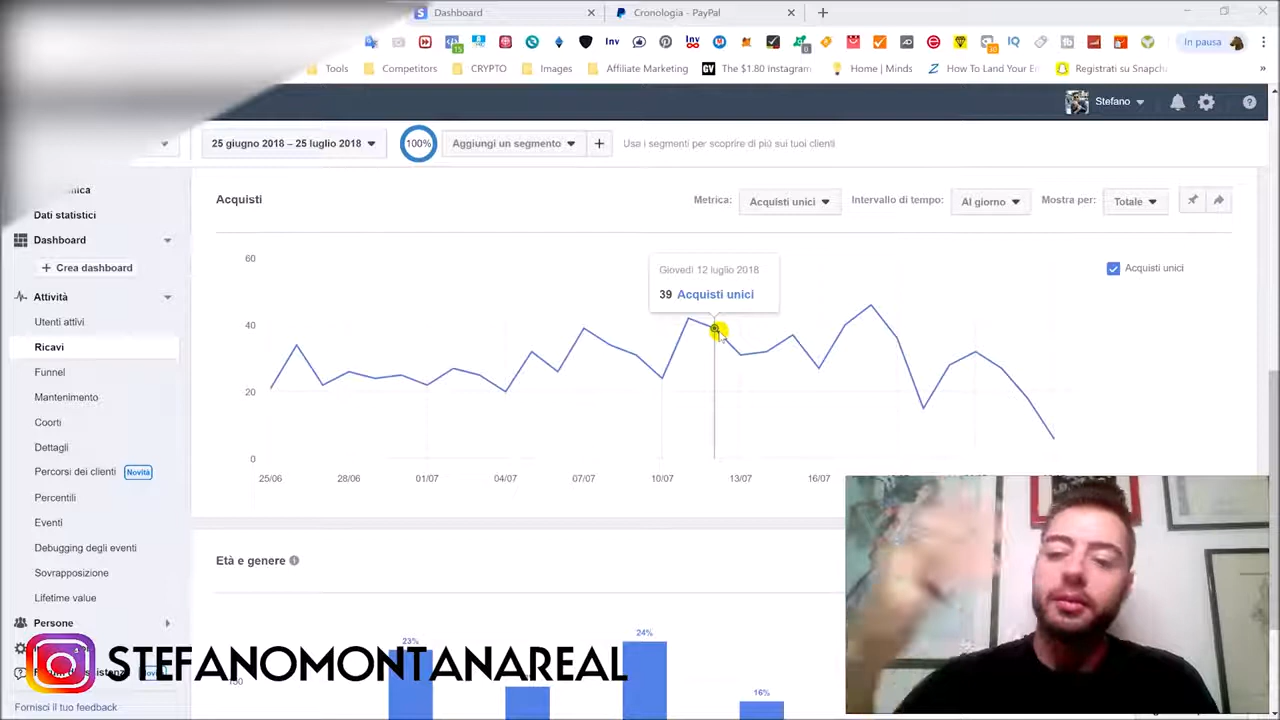 Dashboard
Cronologia - PayPal
Inv
Inv
IQ
In pausa
Tools
Competitors
CRYPTO
Images
Affiliate Marketing
GV
The $1.80 Instagram
Home | Minds
How To Land Your E
Registrati su Snapcha
»
Stefano
25 giugno 2018 – 25 luglio 2018
100%
Aggiungi un segmento
+
Usa i segmenti per scoprire di più sui tuoi clienti
Dati statistici
Dashboard
+ Crea dashboard
Attività
Utenti attivi
Ricavi
Funnel
Mantenimento
Coorti
Dettagli
Percorsi dei clienti Novità
Percentili
Eventi
Debugging degli eventi
Sovrapposizione
Lifetime value
Persone
Fornisci il tuo feedback
Acquisti
Metrica: Acquisti unici
Intervallo di tempo: Al giorno
Mostra per: Totale
Giovedì 12 luglio 2018
39 Acquisti unici
Acquisti unici
60
40
20
0
25/06 28/06 01/07 04/07 07/07 10/07 13/07 16/07
Età e genere
23%
24%
16%
STEFANOMONTANAREAL